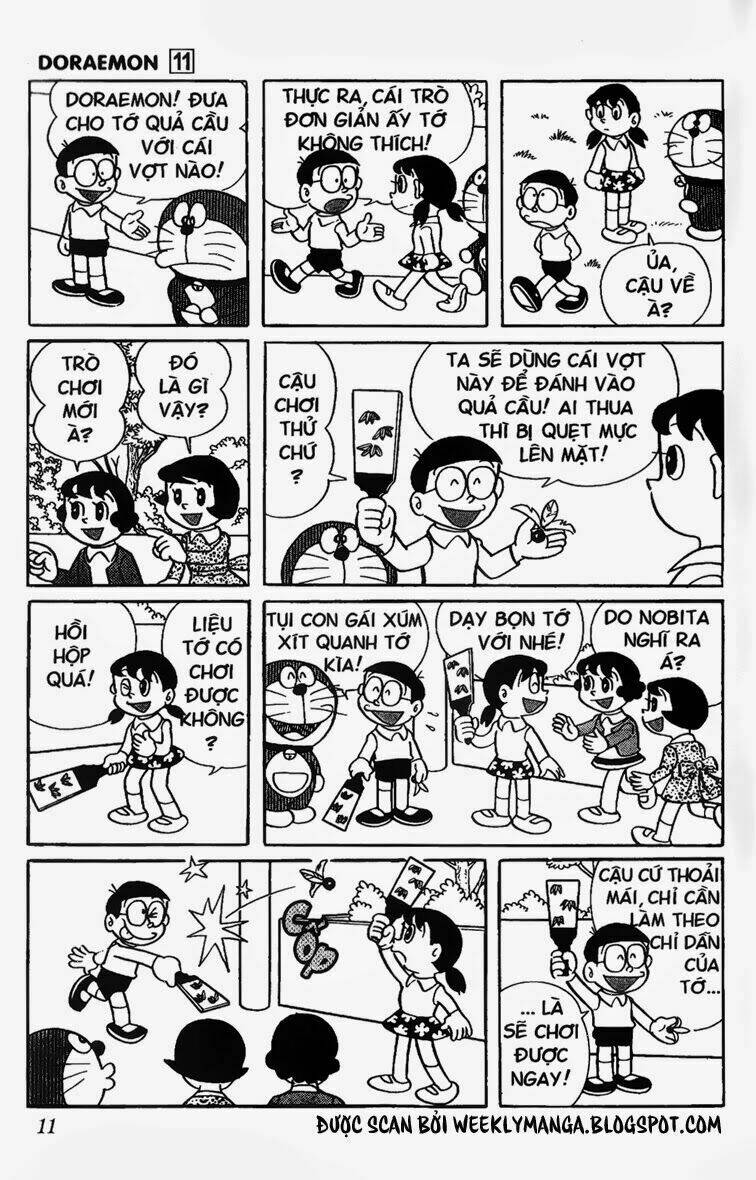 DORAEMON 11
ỦA,
CẬU VỀ
À?
THỰC RA, CÁI TRÒ
ĐƠN GIẢN ẤY TỚ
KHÔNG THÍCH!
DORAEMON! ĐƯA
CHO TỚ QUẢ CẦU
VỚI CÁI
VỢT NÀO!
TA SẼ DÙNG CÁI VỢT
NÀY ĐỂ ĐÁNH VÀO
QUẢ CẦU! AI THUA
THÌ BỊ QUẸT MỰC
LÊN MẶT!
CẬU
CHƠI
THỬ
CHỨ
?
ĐÓ
LÀ GÌ
VẬY?
TRÒ
CHƠI
MỚI
À?
DO NOBITA
NGHĨ RA
Á?
DẠY BỌN TỚ
VỚI NHÉ!
TỤI CON GÁI XÚM
XÍT QUANH TỚ
KÌA!
LIỆU
TỚ CÓ
CHƠI
ĐƯỢC
KHÔNG
?
HỒI
HỘP
QUÁ!
CẬU CỨ THOẢI
MÁI, CHỈ CẦN
LÀM THEO
CHỈ DẪN
CỦA
TỚ...
... LÀ
SẼ CHƠI
ĐƯỢC
NGAY!
CỐP
11
ĐƯỢC SCAN BỞI WEEKLYMANGA.BLOGSPOT.COM